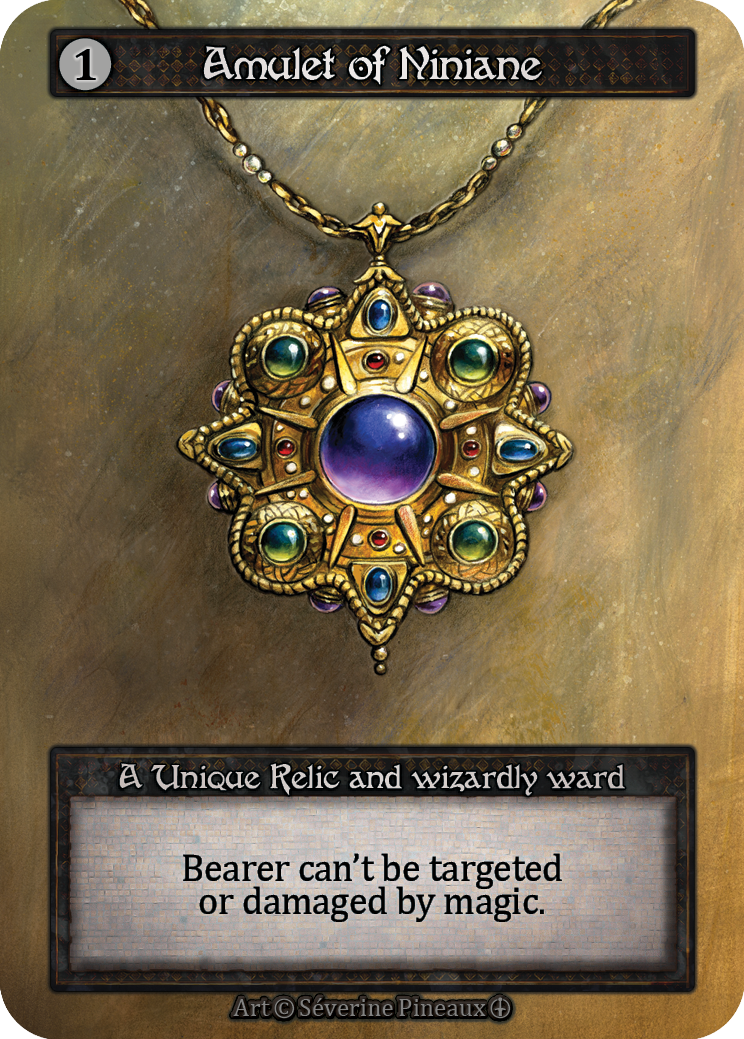 1
Amulet of Niniane
A Unique Relic and wizardly ward
Bearer can't be targeted
or damaged by magic.
Art © Séverine Pineaux